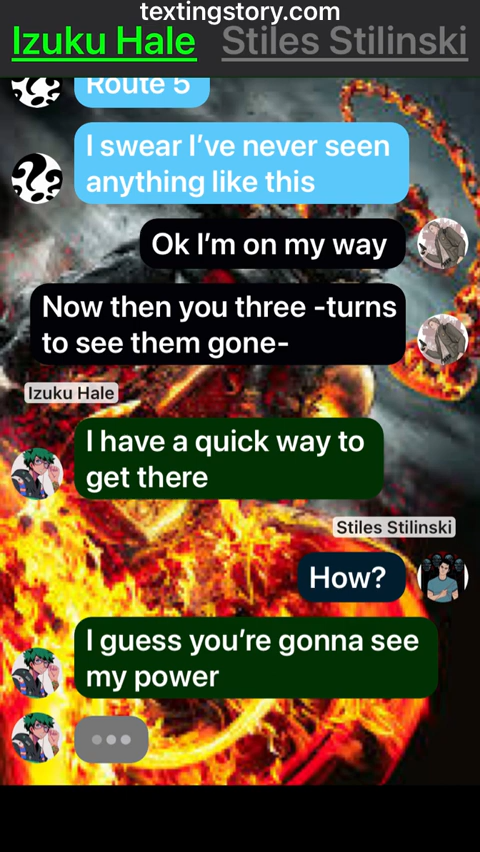 textingstory.com
Izuku Hale Stiles Stilinski
Route 5
I swear I’ve never seen
anything like this
Ok I’m on my way
Now then you three -turns
to see them gone-
Izuku Hale
I have a quick way to
get there
Stiles Stilinski
How?
I guess you’re gonna see
my power